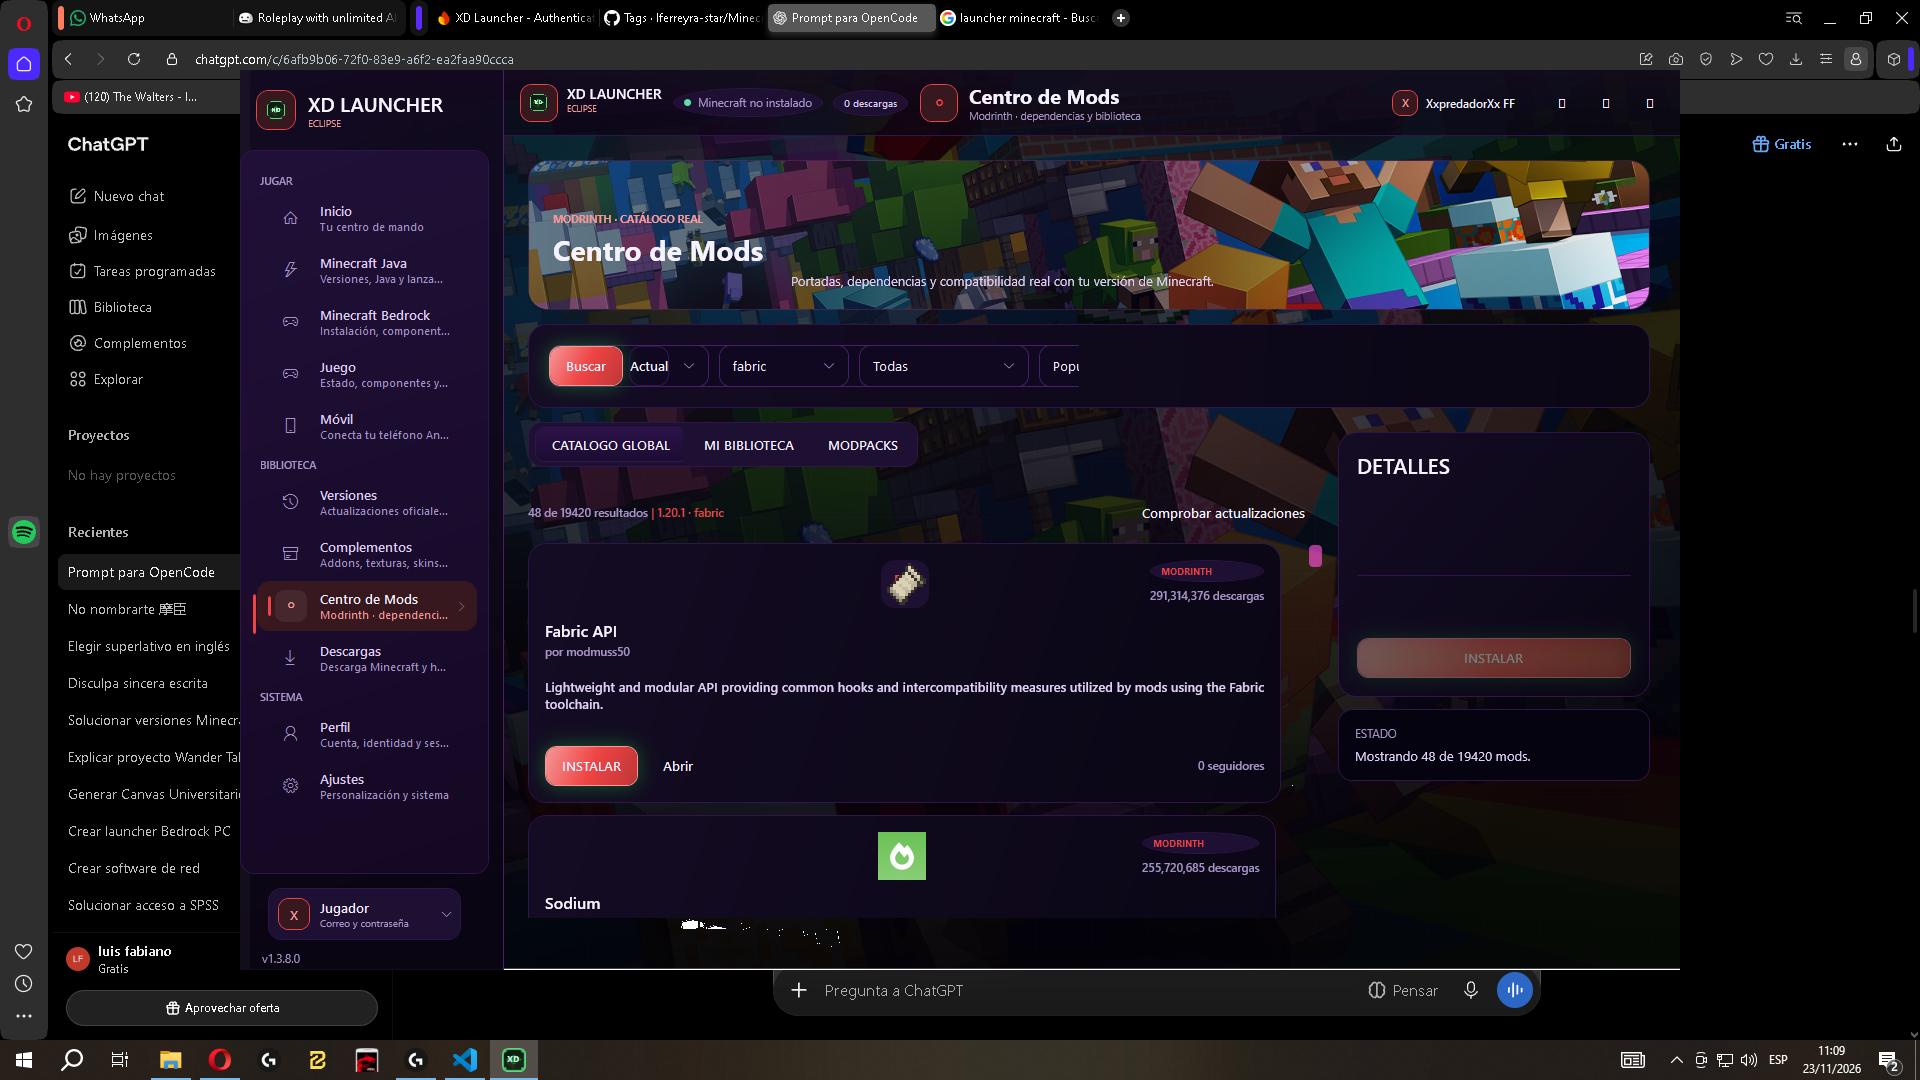 WhatsApp
Roleplay with unlimited AI
XD Launcher - Authenticat
Tags · lferreyra-star/Minec
Prompt para OpenCode
launcher minecraft - Busc
chatgpt.com/c/6afb9b06-72f0-83e9-a6f2-ea2faa90ccca
(120) The Walters - I...
ChatGPT
Nuevo chat
Imágenes
Tareas programadas
Biblioteca
Complementos
Explorar
Proyectos
No hay proyectos
Recientes
Prompt para OpenCode
No nombrarte 摩臣
Elegir superlativo en inglés
Disculpa sincera escrita
Solucionar versiones Minecra
Explicar proyecto Wander Tal
Generar Canvas Universitario
Crear launcher Bedrock PC
Crear software de red
Solucionar acceso a SPSS
LF
luis fabiano
Gratis
Aprovechar oferta
XD LAUNCHER
ECLIPSE
JUGAR
Inicio
Tu centro de mando
Minecraft Java
Versiones, Java y lanza...
Minecraft Bedrock
Instalación, component...
Juego
Estado, componentes y...
Móvil
Conecta tu teléfono An...
BIBLIOTECA
Versiones
Actualizaciones oficiale...
Complementos
Addons, texturas, skins...
Centro de Mods
Modrinth · dependenci...
Descargas
Descarga Minecraft y h...
SISTEMA
Perfil
Cuenta, identidad y ses...
Ajustes
Personalización y sistema
X
Jugador
Correo y contraseña
v1.3.8.0
XD LAUNCHER
ECLIPSE
Minecraft no instalado
0 descargas
Centro de Mods
Modrinth · dependencias y biblioteca
X
XxpredadorXx FF
Gratis
MODRINTH · CATÁLOGO REAL
Centro de Mods
Portadas, dependencias y compatibilidad real con tu versión de Minecraft.
Buscar
Actual
fabric
Todas
Popu
CATALOGO GLOBAL
MI BIBLIOTECA
MODPACKS
48 de 19420 resultados | 1.20.1 · fabric
Comprobar actualizaciones
MODRINTH
291,314,376 descargas
Fabric API
por modmuss50
Lightweight and modular API providing common hooks and intercompatibility measures utilized by mods using the Fabric
toolchain.
INSTALAR
Abrir
0 seguidores
MODRINTH
255,720,685 descargas
Sodium
DETALLES
INSTALAR
ESTADO
Mostrando 48 de 19420 mods.
Pregunta a ChatGPT
Pensar
XD
ESP
11:09
23/11/2026
2